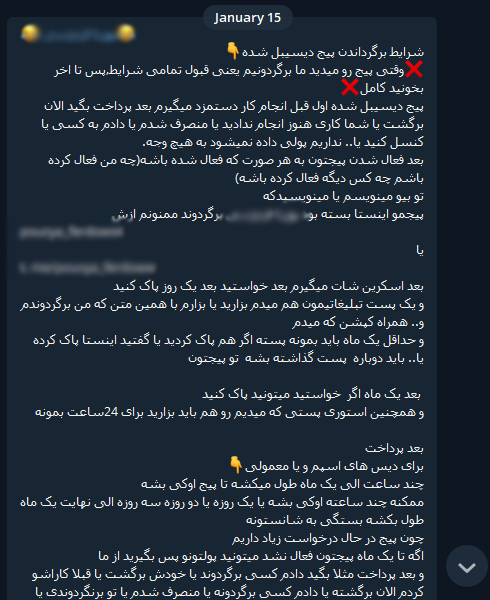 January 15
شرایط برگرداندن پیج دیسیبل شده👇
❌وقتی پیج رو میدید ما برگردونیم یعنی قبول تمامی شرایط,پس تا اخر
بخونید کامل❌
پیج دیسیبل شده اول قبل انجام کار دستمزد میگیرم بعد پرداخت بگید الان
برگشت یا شما کاری هنوز انجام ندادید یا منصرف شدم یا دادم به کسی یا
کنسل کنید یا.. نداریم پولی داده نمیشود به هیچ وجه.
بعد فعال شدن پیجتون به هر صورت که فعال شده باشه(چه من فعال کرده
باشم چه کس دیگه فعال کرده باشه)
تو بیو مینویسم یا مینویسیدکه
پیجمو اینستا بسته بود برگردوند ممنونم ازش
یا
بعد اسکرین شات میگیرم بعد خواستید بعد یک روز پاک کنید
و یک پست تبلیغاتیمون هم میدم بزارید یا بزارم با همین متن که من برگردوندم
و.. همراه کپشن که میدم
و حداقل یک ماه باید بمونه پسته اگر هم پاک کردید یا گفتید اینستا پاک کرده
یا.. باید دوباره پست گذاشته بشه تو پیجتون
بعد یک ماه اگر خواستید میتونید پاک کنید
و همچنین استوری پستی که میدیم رو هم باید بزارید برای 24ساعت بمونه
بعد پرداخت
برای دیس های اسپم و یا معمولی👇
چند ساعت الی یک ماه طول میکشه تا پیج اوکی بشه
ممکنه چند ساعته اوکی بشه یا یک روزه یا دو روزه سه روزه الی نهایت یک ماه
طول بکشه بستگی به شانستونه
چون پیج در حال درخواست زیاد داریم
اگه تا یک ماه پیجتون فعال نشد میتونید پولتونو پس بگیرید از ما
و بعد پرداخت مثلا بگید دادم کسی برگردوند یا خودش برگشت یا قبلا کاراشو
کردم الان برگشته یا دادم کسی برگردونه یا منصرف شدم یا تو برنگردوندی یا